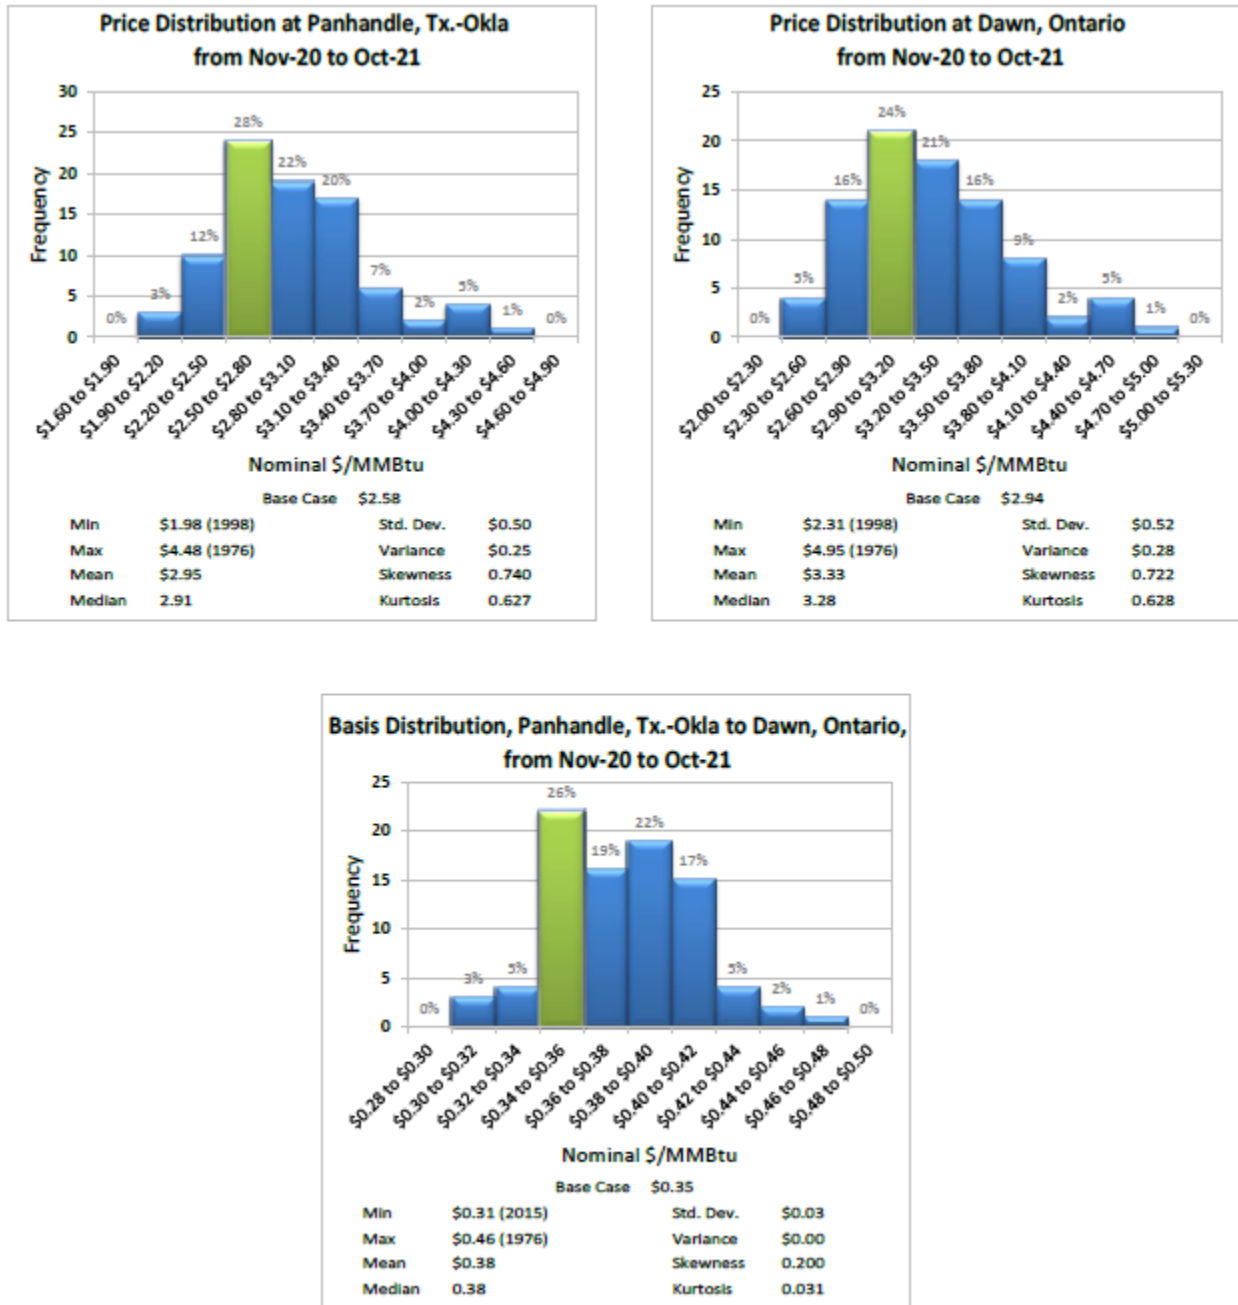 Price Distribution at Panhandle, Tx.-Okla
from Nov-20 to Oct-21
30
25
20
15
10
5
0
Frequency
0%
3%
12%
28%
22%
20%
7%
2%
5%
1%
0%
$1.60 to $1.90
$1.90 to $2.20
$2.20 to $2.50
$2.50 to $2.80
$2.80 to $3.10
$3.10 to $3.40
$3.40 to $3.70
$3.70 to $4.00
$4.00 to $4.30
$4.30 to $4.60
$4.60 to $4.90
Nominal $/MMBtu
Base Case $2.58
Min $1.98 (1998) Std. Dev. $0.50
Max $4.48 (1976) Variance $0.25
Mean $2.95 Skewness 0.740
Median 2.91 Kurtosis 0.627
Price Distribution at Dawn, Ontario
from Nov-20 to Oct-21
25
20
15
10
5
0
Frequency
0%
5%
16%
24%
21%
16%
9%
2%
5%
1%
0%
$2.00 to $2.30
$2.30 to $2.60
$2.60 to $2.90
$2.90 to $3.20
$3.20 to $3.50
$3.50 to $3.80
$3.80 to $4.10
$4.10 to $4.40
$4.40 to $4.70
$4.70 to $5.00
$5.00 to $5.30
Nominal $/MMBtu
Base Case $2.94
Min $2.31 (1998) Std. Dev. $0.52
Max $4.95 (1976) Variance $0.28
Mean $3.33 Skewness 0.722
Median 3.28 Kurtosis 0.628
Basis Distribution, Panhandle, Tx.-Okla to Dawn, Ontario,
from Nov-20 to Oct-21
25
20
15
10
5
0
Frequency
0%
3%
5%
26%
19%
22%
17%
5%
2%
1%
0%
$0.28 to $0.30
$0.30 to $0.32
$0.32 to $0.34
$0.34 to $0.36
$0.36 to $0.38
$0.38 to $0.40
$0.40 to $0.42
$0.42 to $0.44
$0.44 to $0.46
$0.46 to $0.48
$0.48 to $0.50
Nominal $/MMBtu
Base Case $0.35
Min $0.31 (2015) Std. Dev. $0.03
Max $0.46 (1976) Variance $0.00
Mean $0.38 Skewness 0.200
Median 0.38 Kurtosis 0.031